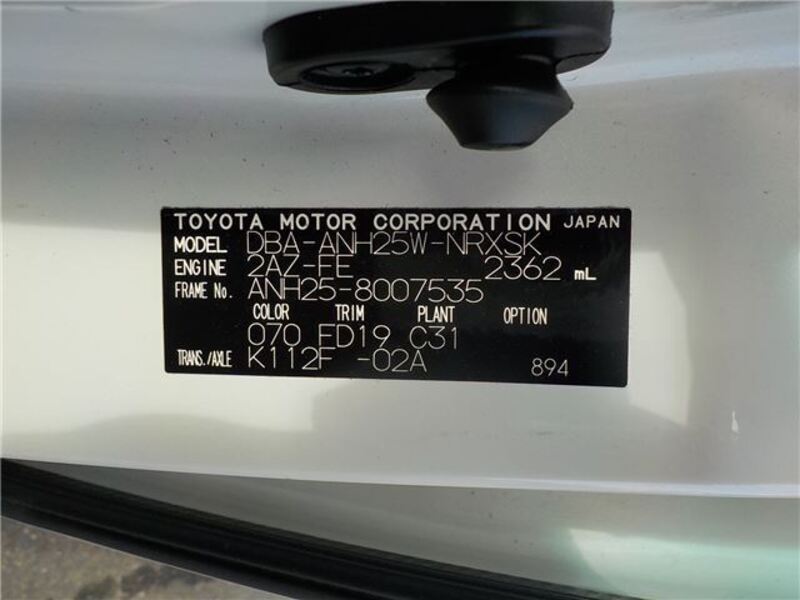 TOYOTA MOTOR CORPORATION JAPAN
MODEL DBA-ANH25W-NRXSK
ENGINE 2AZ-FE 2362 mL
FRAME No. ANH25-8007535
COLOR TRIM PLANT OPTION
070 FD19 C31
TRANS./AXLE K112F -02A 894